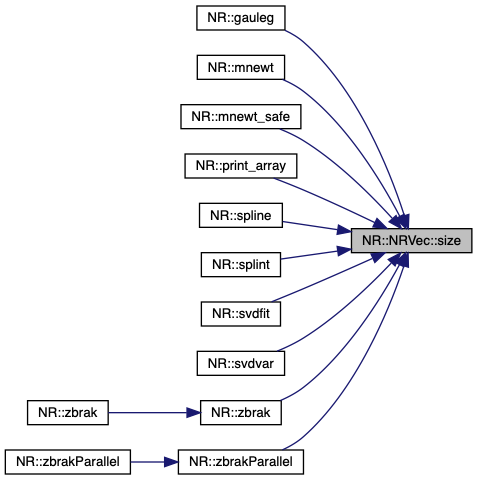 NR::gauleg
NR::mnewt
NR::mnewt_safe
NR::print_array
NR::spline
NR::NRVec::size
NR::splint
NR::svdfit
NR::svdvar
NR::zbrak
NR::zbrak
NR::zbrakParallel
NR::zbrakParallel